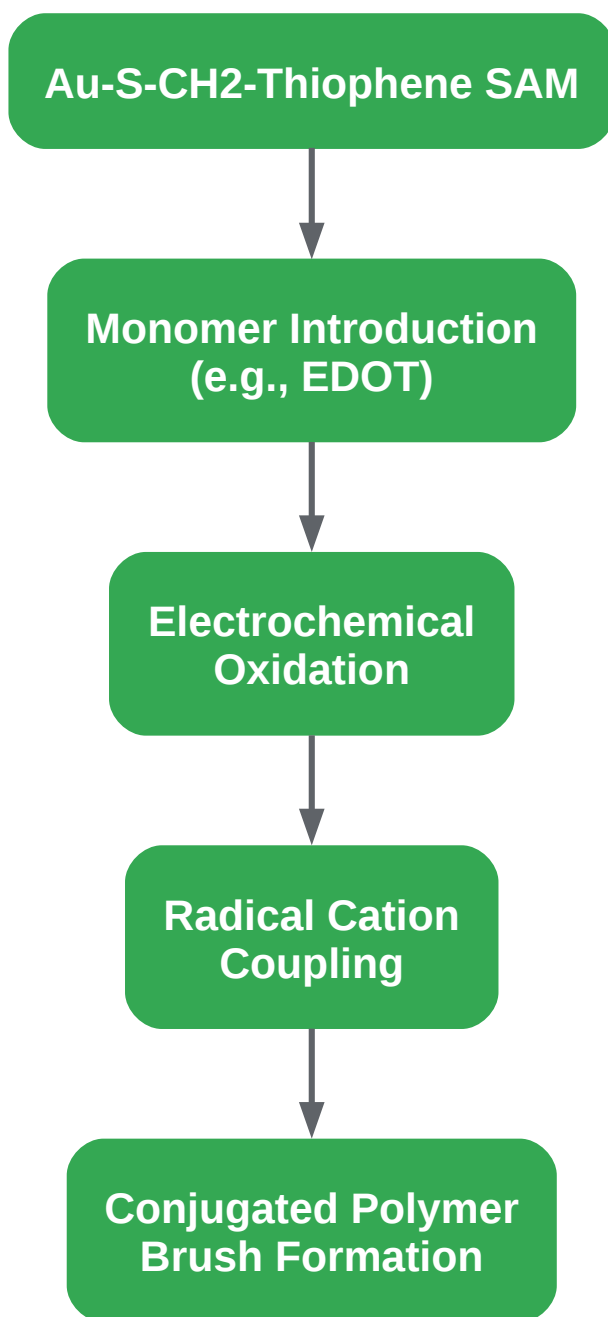 Au-S-CH2-Thiophene SAM
Monomer Introduction
(e.g., EDOT)
Electrochemical
Oxidation
Radical Cation
Coupling
Conjugated Polymer
Brush Formation